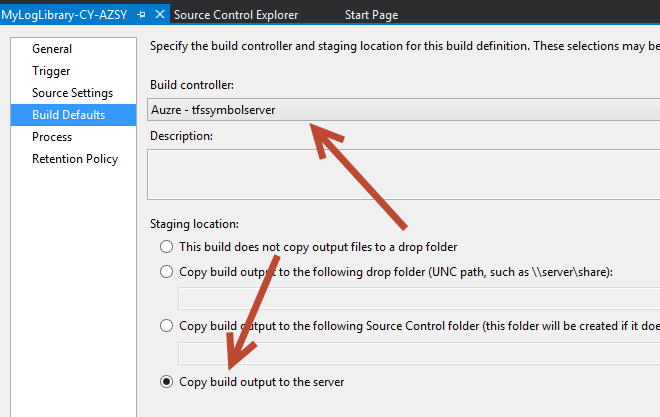 MyLogLibrary-CY-AZSY
Source Control Explorer
Start Page
General
Trigger
Source Settings
Build Defaults
Process
Retention Policy
Specify the build controller and staging location for this build definition. These selections may be
Build controller:
Auzre - tfssymbolserver
Description:
Staging location:
This build does not copy output files to a drop folder
Copy build output to the following drop folder (UNC path, such as \\server\share):
Copy build output to the following Source Control folder (this folder will be created if it doe
Copy build output to the server